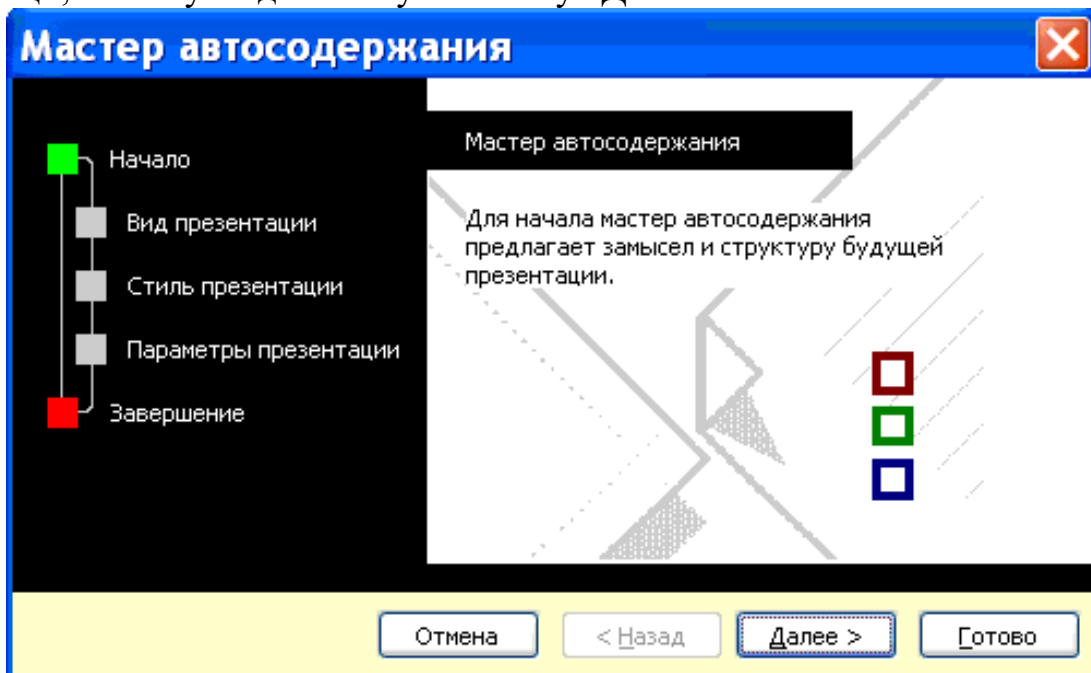 Мастер автосодержания
Начало
Вид презентации
Стиль презентации
Параметры презентации
Завершение
Мастер автосодержания
Для начала мастер автосодержания
предлагает замысел и структуру будущей
презентации.
Отмена
< Назад
Далее >
Готово